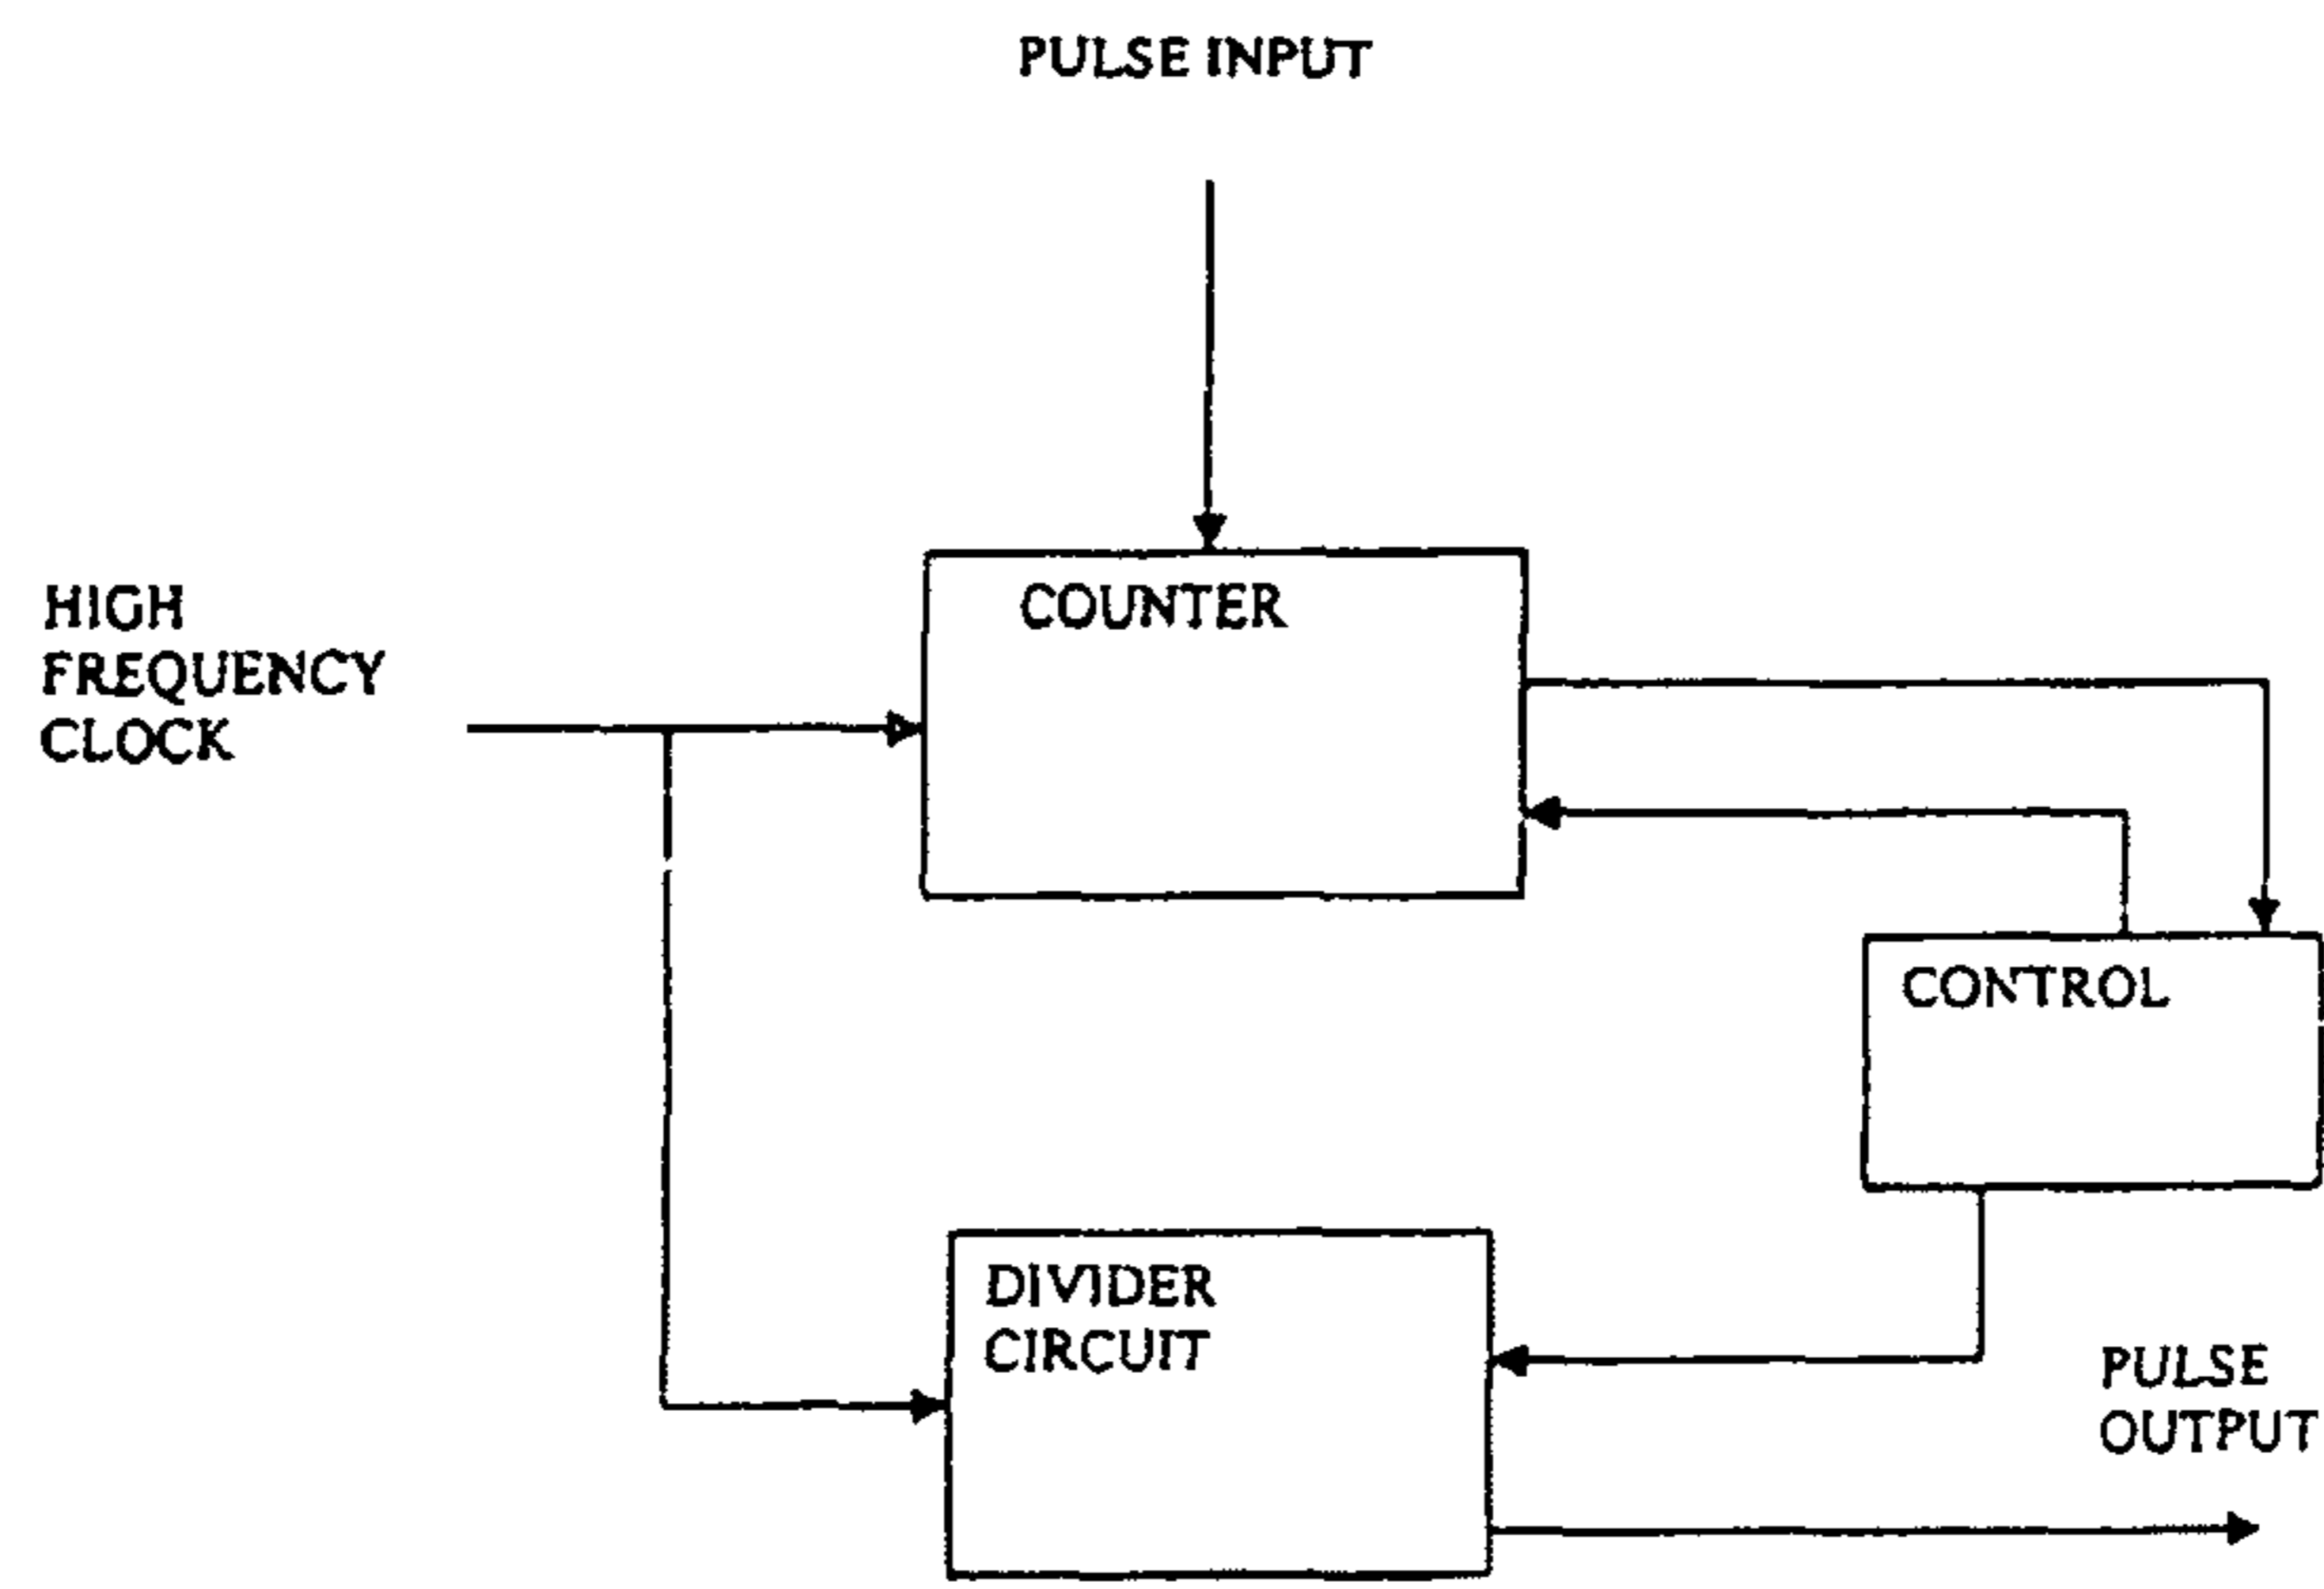 PULSE INPUT
COUNTER
HIGH
FREQUENCY
CLOCK
CONTROL
DIVIDER
CIRCUIT
PULSE
OUTPUT